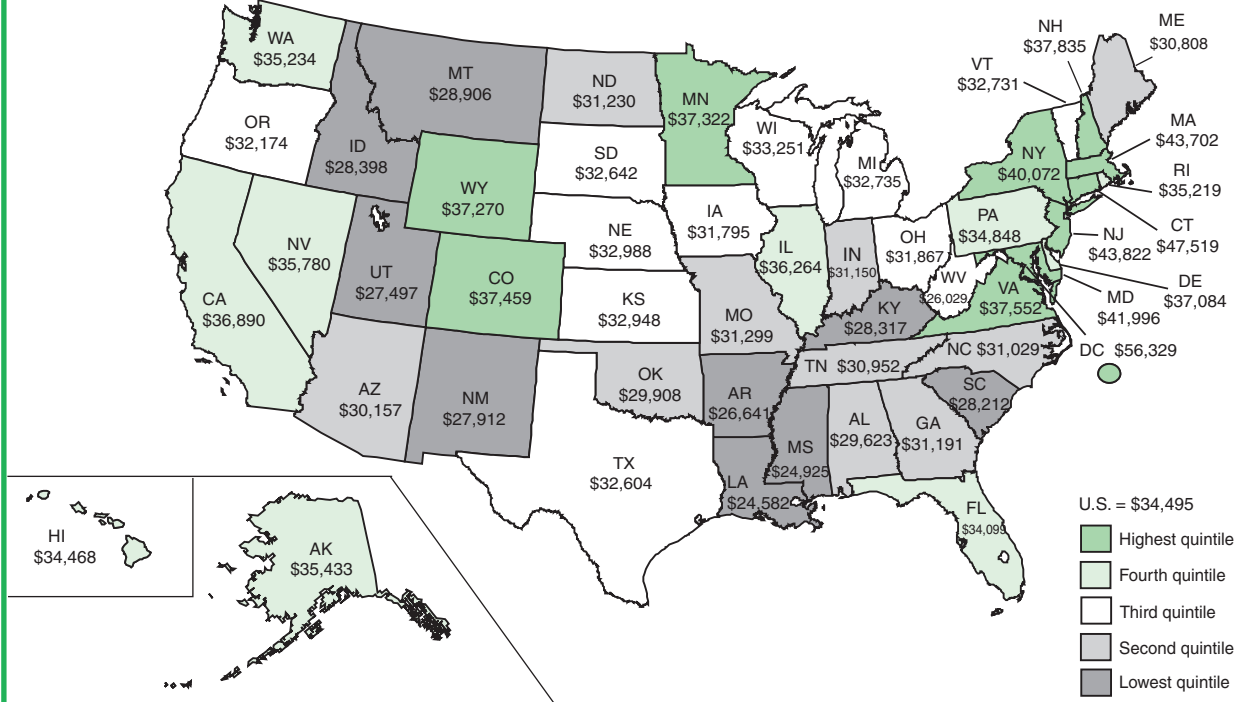 WA
$35,234
OR
$32,174
CA
$36,890
NV
$35,780
ID
$28,398
MT
$28,906
WY
$37,270
UT
$27,497
CO
$37,459
AZ
$30,157
NM
$27,912
ND
$31,230
SD
$32,642
NE
$32,988
KS
$32,948
OK
$29,908
TX
$32,604
MN
$37,322
IA
$31,795
MO
$31,299
AR
$26,641
LA
$24,582
WI
$33,251
IL
$36,264
MI
$32,735
IN
$31,150
OH
$31,867
KY
$28,317
TN $30,952
MS
$24,925
AL
$29,623
GA
$31,191
FL
$34,099
SC
$28,212
NC $31,029
VA
$37,552
WV
$26,029
PA
$34,848
NY
$40,072
VT
$32,731
NH
$37,835
ME
$30,808
MA
$43,702
RI
$35,219
CT
$47,519
NJ
$43,822
DE
$37,084
MD
$41,996
DC $56,329
HI
$34,468
AK
$35,433
U.S. = $34,495
Highest quintile
Fourth quintile
Third quintile
Second quintile
Lowest quintile